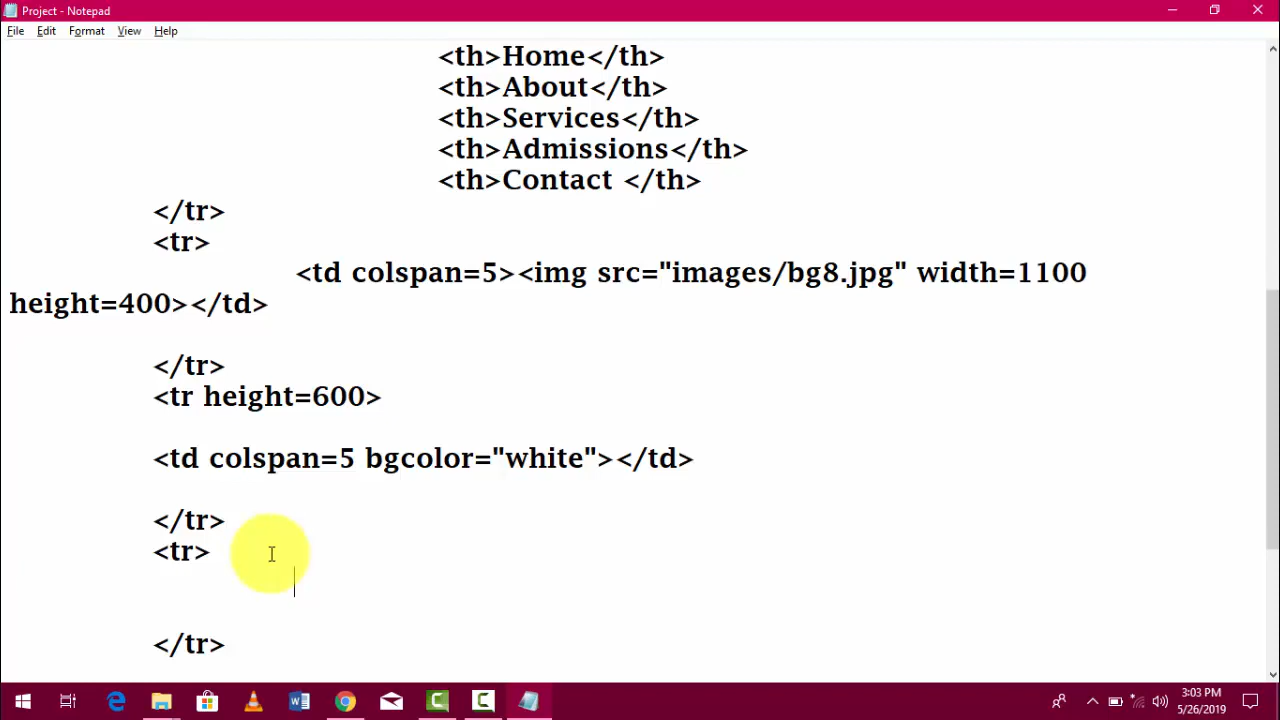 Project - Notepad
File Edit Format View Help
<th>Home</th>
<th>About</th>
<th>Services</th>
<th>Admissions</th>
<th>Contact </th>
</tr>
<tr>
<td colspan=5><img src="images/bg8.jpg" width=1100
height=400></td>
</tr>
<tr height=600>
<td colspan=5 bgcolor="white"></td>
</tr>
<tr>
</tr>
3:03 PM
5/26/2019